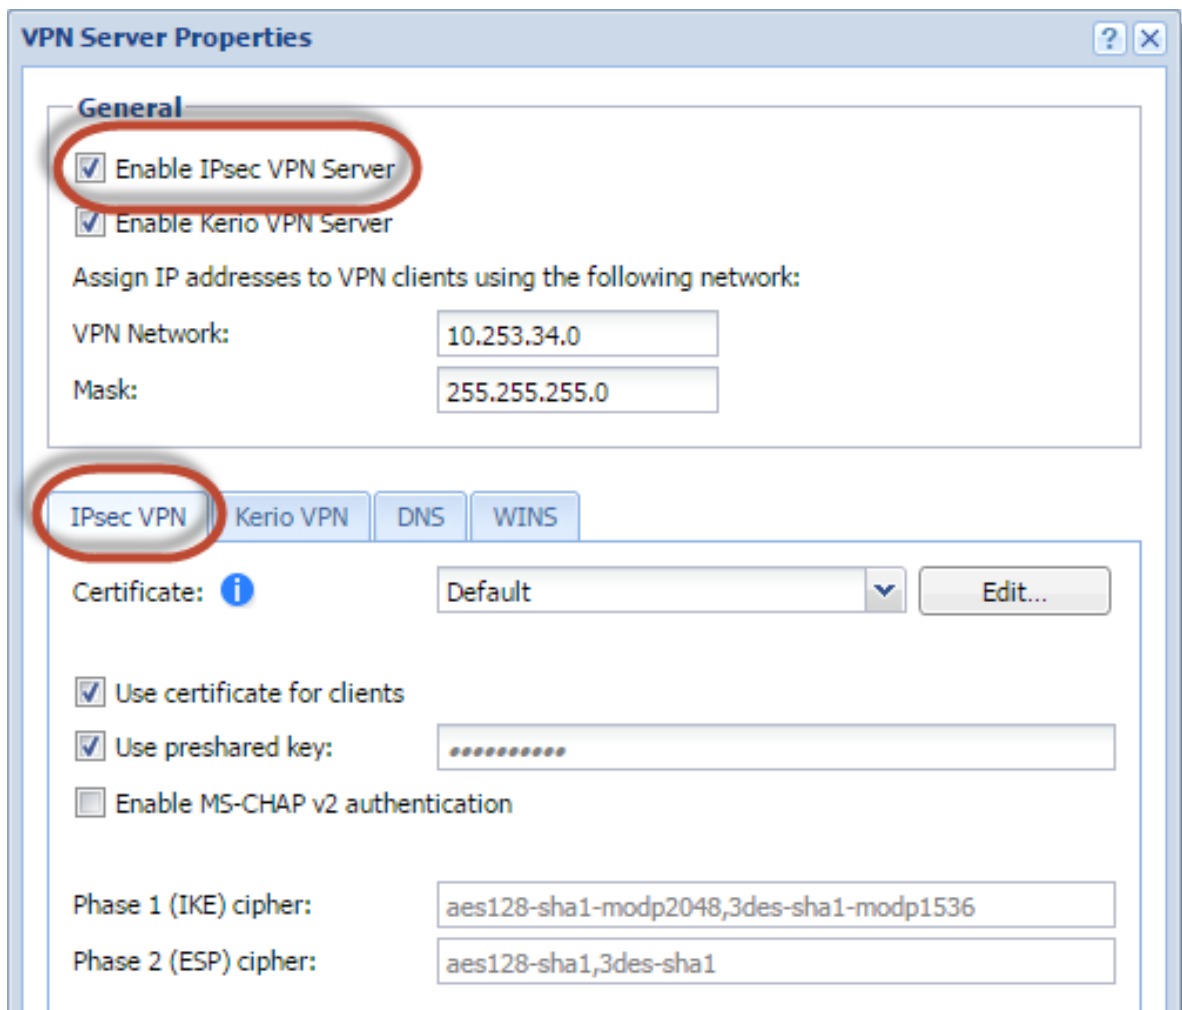 VPN Server Properties
General
Enable IPsec VPN Server
Enable Kerio VPN Server
Assign IP addresses to VPN clients using the following network:
VPN Network: 10.253.34.0
Mask: 255.255.255.0
IPsec VPN Kerio VPN DNS WINS
Certificate: Default Edit...
Use certificate for clients
Use preshared key: ••••••••••
Enable MS-CHAP v2 authentication
Phase 1 (IKE) cipher: aes128-sha1-modp2048,3des-sha1-modp1536
Phase 2 (ESP) cipher: aes128-sha1,3des-sha1